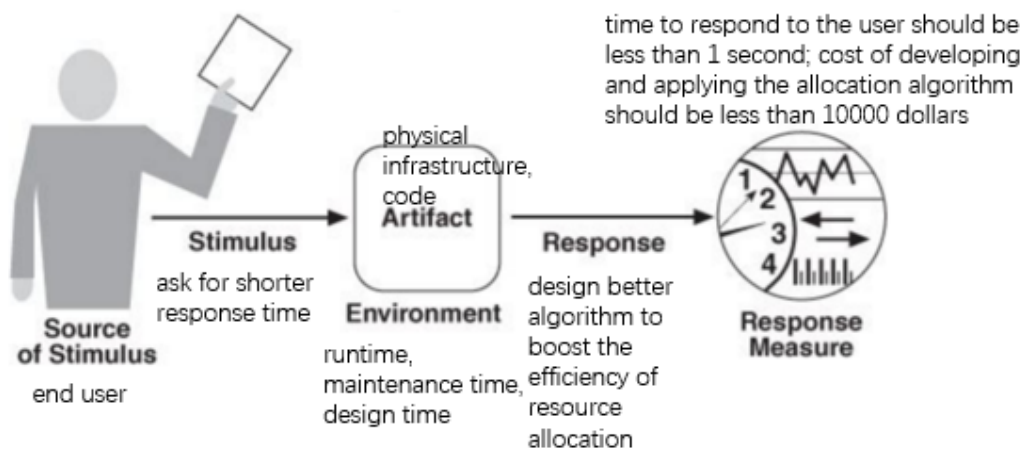 time to respond to the user should be
less than 1 second; cost of developing
and applying the allocation algorithm
should be less than 10000 dollars
physical
infrastructure,
code
Artifact
1
2
3
4
Stimulus
ask for shorter
response time
Response
design better
algorithm to
boost the
efficiency of
resource
allocation
Environment
runtime,
maintenance time,
design time
Source
of Stimulus
end user
Response
Measure